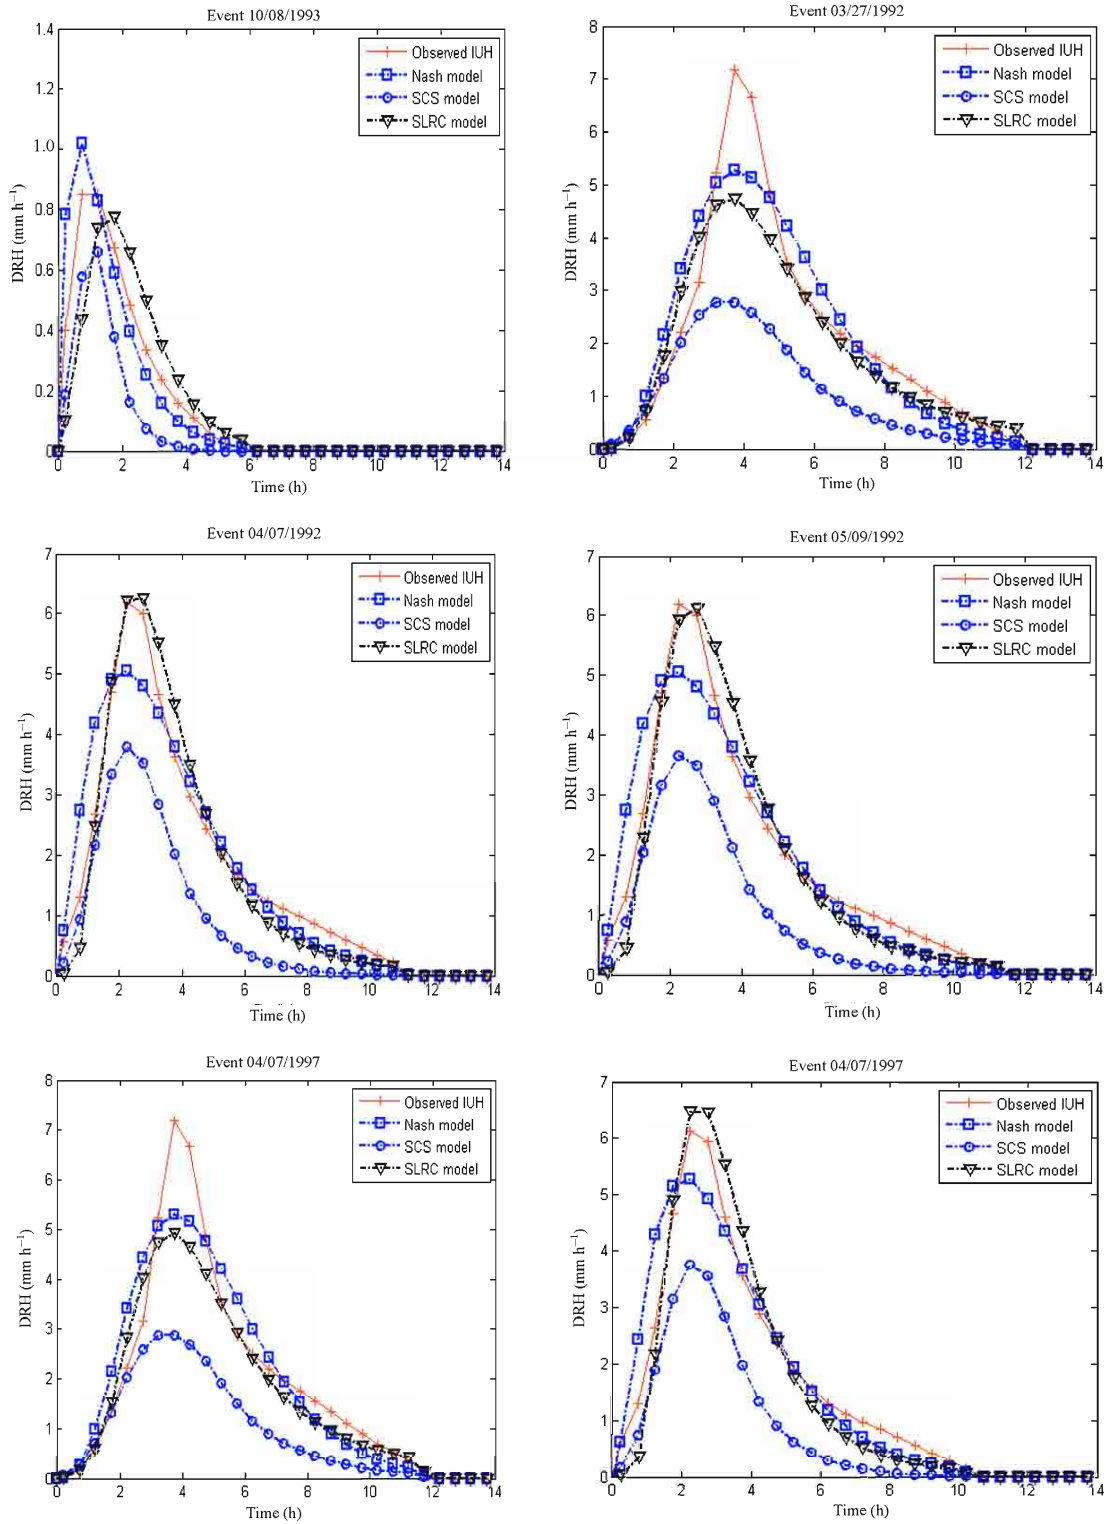 Event 10/08/1993
1.4
1.2
1.0
0.8
0.6
0.4
0.2
0
DRH (mm h⁻¹)
Observed IUH
Nash model
SCS model
SLRC model
0 2 4 6 8 10 12 14
Time (h)
Event 03/27/1992
8
7
6
5
4
3
2
1
0
DRH (mm h⁻¹)
Observed IUH
Nash model
SCS model
SLRC model
0 2 4 6 8 10 12 14
Time (h)
Event 04/07/1992
7
6
5
4
3
2
1
0
DRH (mm h⁻¹)
Observed IUH
Nash model
SCS model
SLRC model
0 2 4 6 8 10 12 14
Time (h)
Event 05/09/1992
7
6
5
4
3
2
1
0
DRH (mm h⁻¹)
Observed IUH
Nash model
SCS model
SLRC model
0 2 4 6 8 10 12 14
Time (h)
Event 04/07/1997
8
7
6
5
4
3
2
1
0
DRH (mm h⁻¹)
Observed IUH
Nash model
SCS model
SLRC model
0 2 4 6 8 10 12 14
Time (h)
Event 04/07/1997
7
6
5
4
3
2
1
0
DRH (mm h⁻¹)
Observed IUH
Nash model
SCS model
SLRC model
0 2 4 6 8 10 12 14
Time (h)